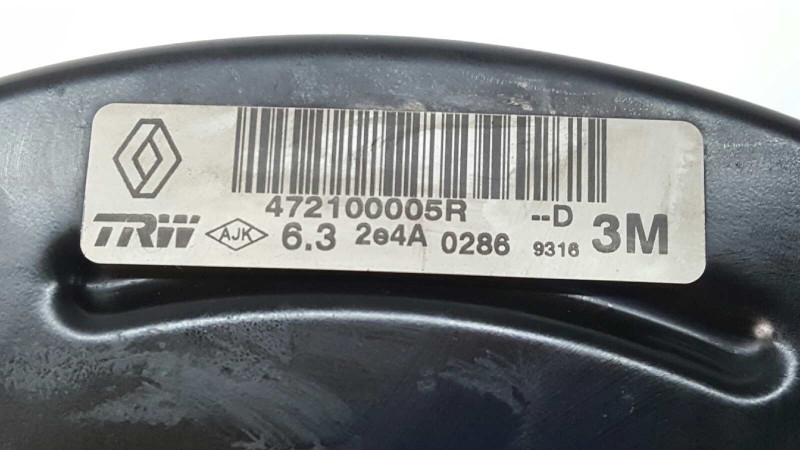 472100005R --D
TRW AJK 6.3 2e4A 0286 9316 3M